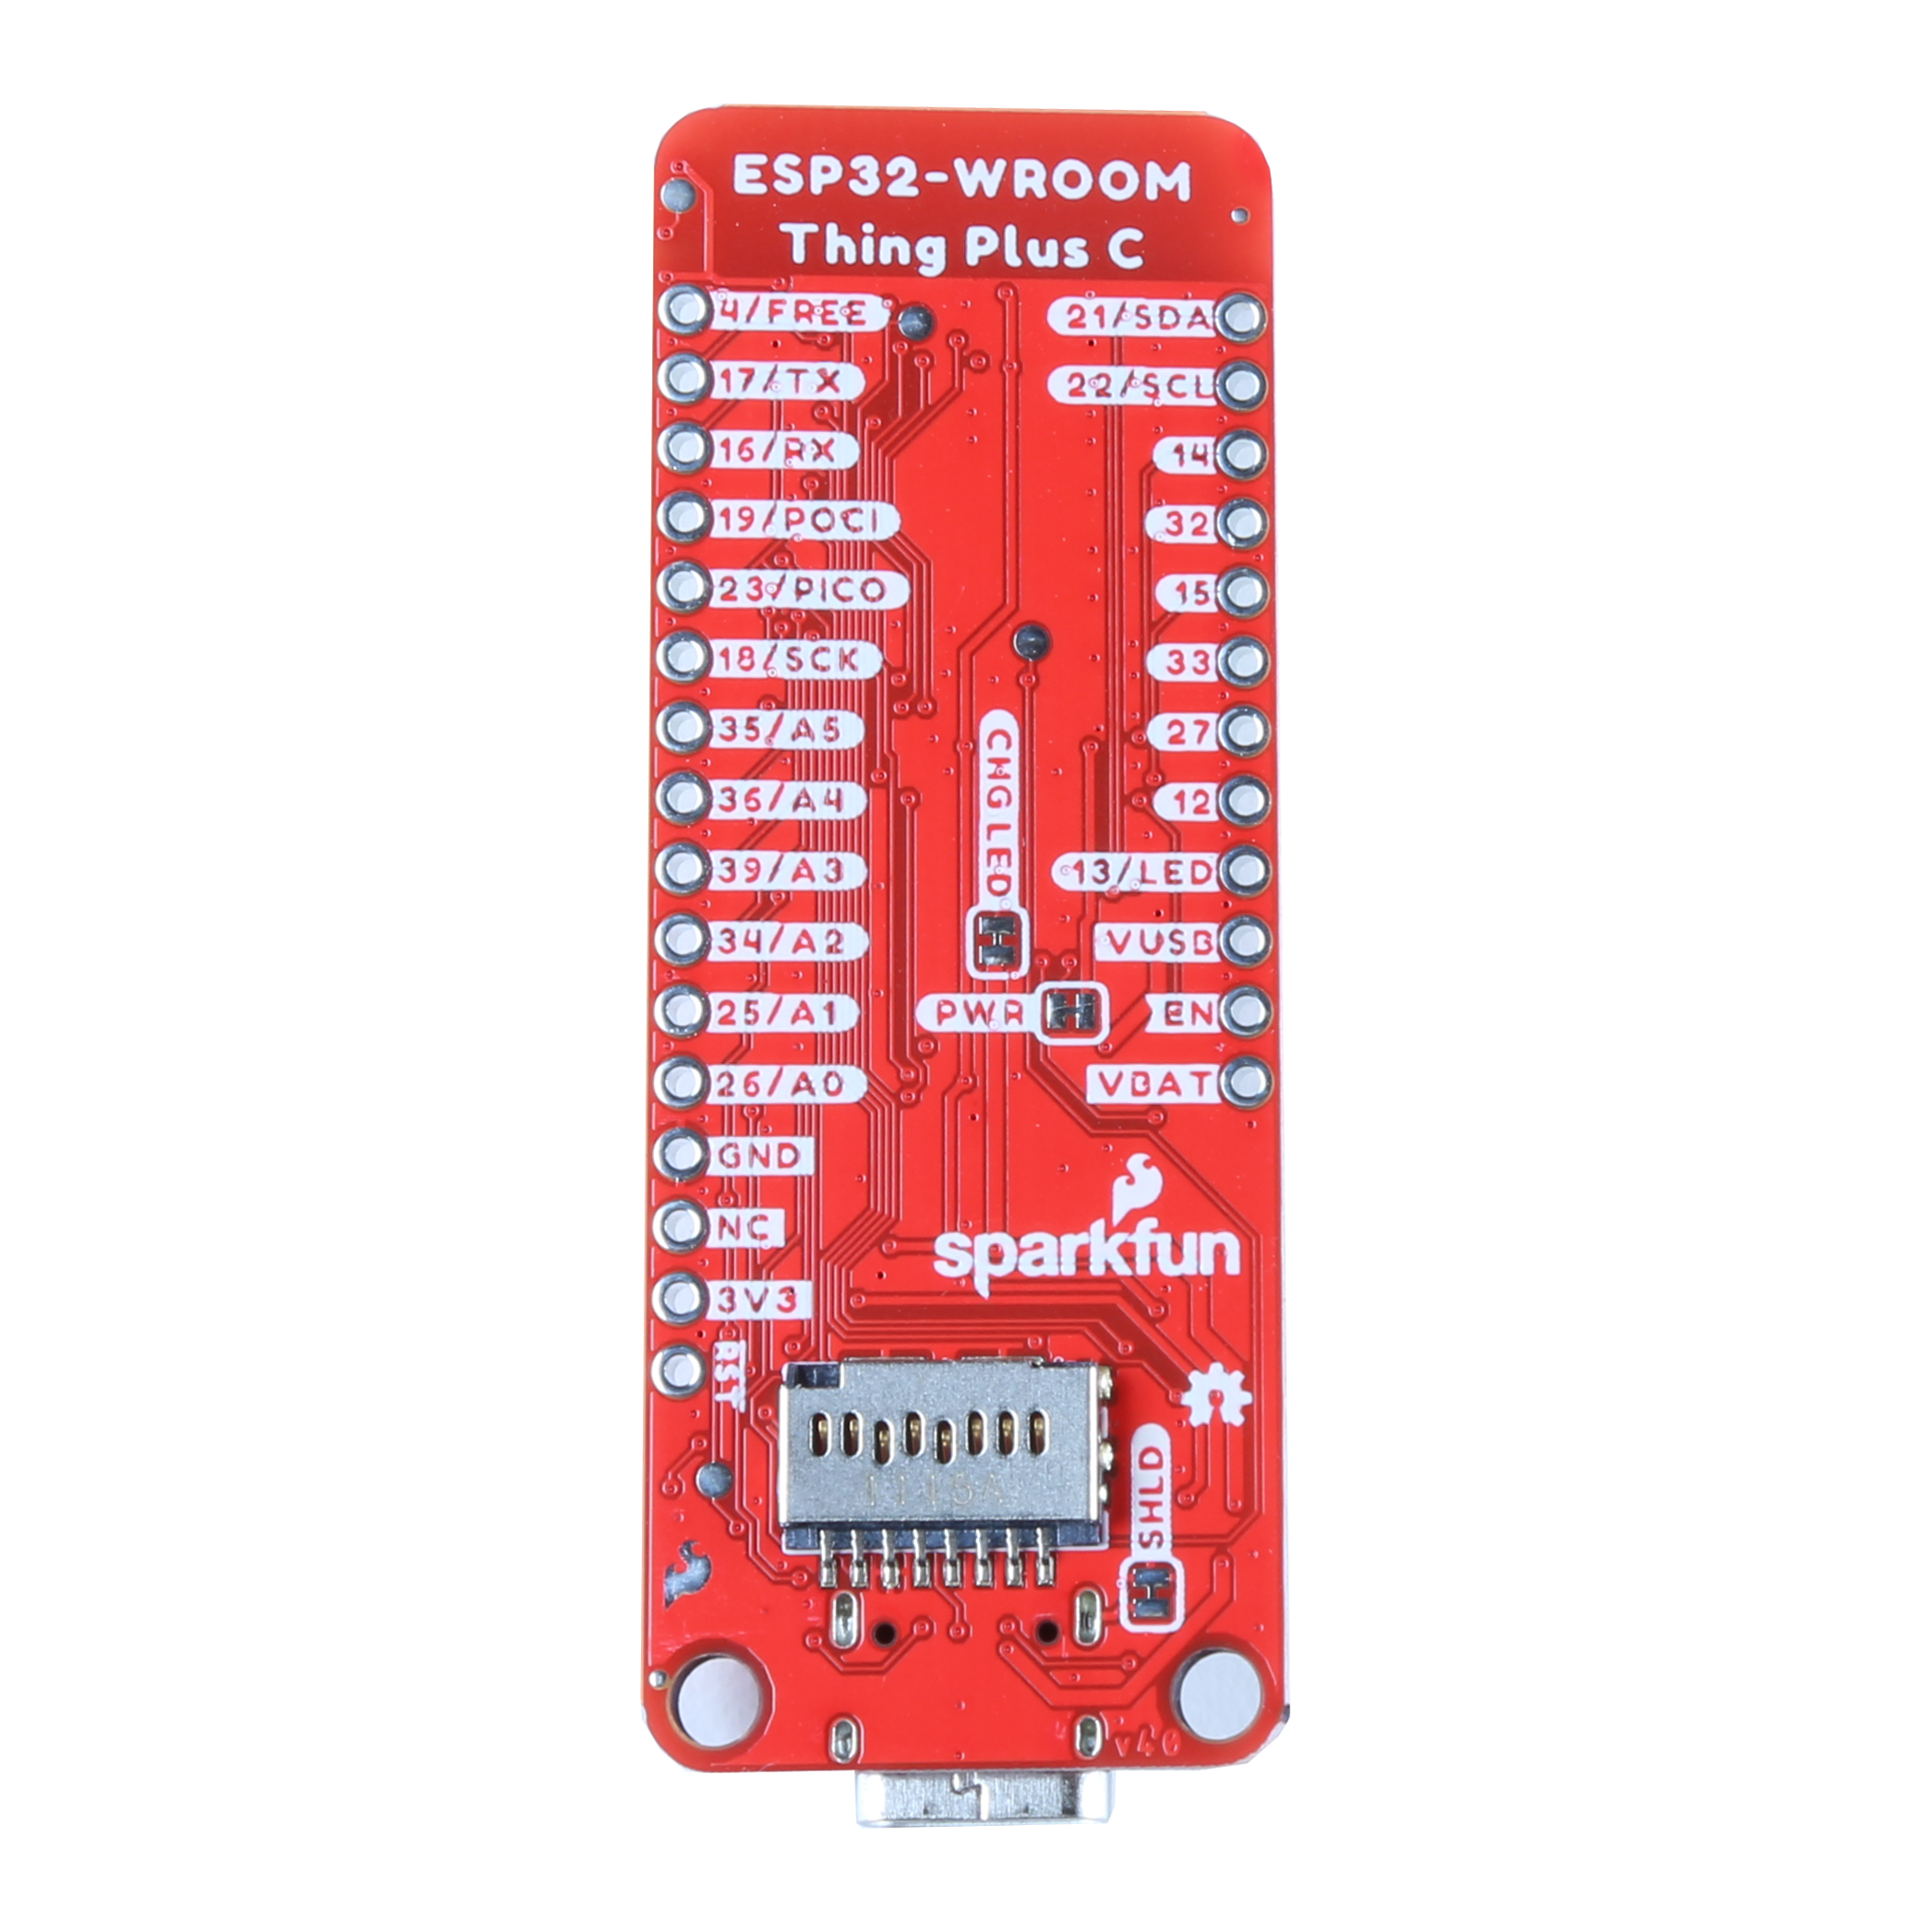 ESP32-WROOM
Thing Plus C
4/FREE
17/TX
16/RX
19/POCI
23/PICO
18/SCK
35/A5
36/A4
39/A3
34/A2
25/A1
26/A0
GND
NC
3V3
RST
21/SDA
22/SCL
14
32
15
33
27
12
13/LED
VUSB
EN
VBAT
CHG LED
PWR
sparkfun
SHLD
v40